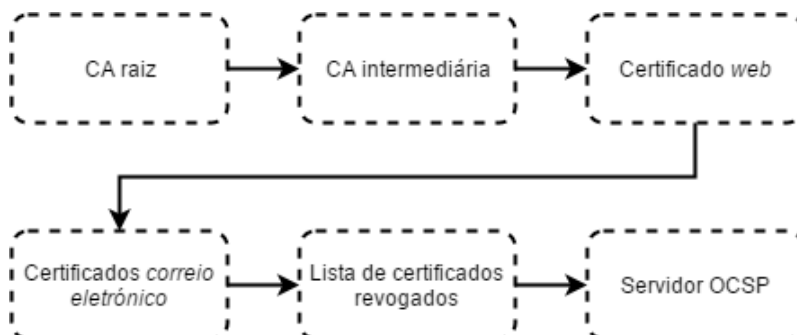 CA raiz
CA intermediária
Certificado web
Certificados correio
eletrónico
Lista de certificados
revogados
Servidor OCSP